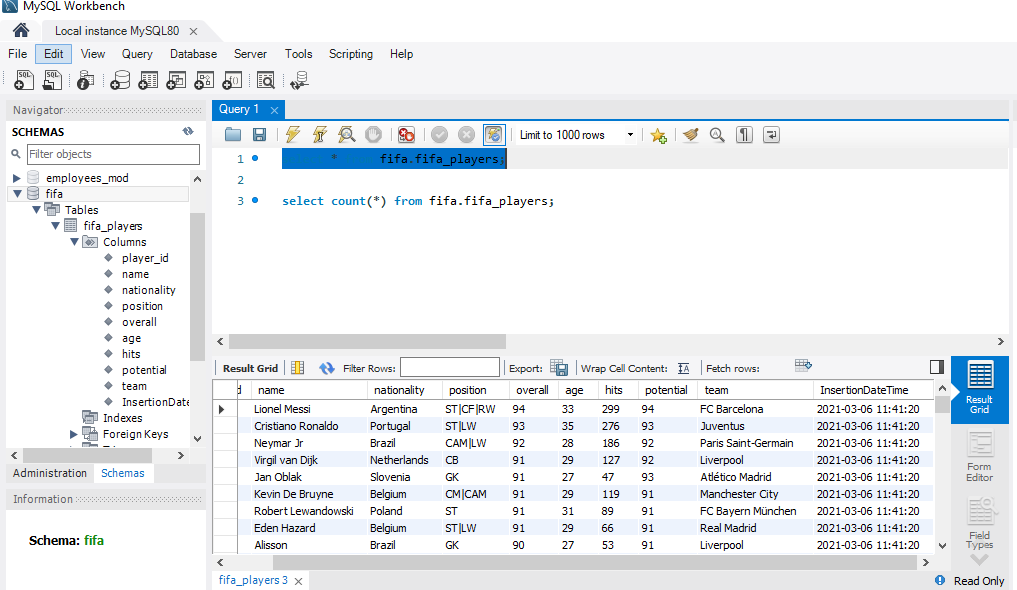 MySQL Workbench
Local instance MySQL80
File Edit View Query Database Server Tools Scripting Help
Navigator
SCHEMAS
Filter objects
employees_mod
fifa
Tables
fifa_players
Columns
player_id
name
nationality
position
overall
age
hits
potential
team
InsertionDate
Indexes
Foreign Keys
Administration Schemas
Information
Schema: fifa
Query 1
Limit to 1000 rows
1 * fifa.fifa_players;
2
3 select count(*) from fifa.fifa_players;
Result Grid Filter Rows: Export: Wrap Cell Content: Fetch rows:
name nationality position overall age hits potential team InsertionDateTime
Lionel Messi Argentina ST|CF|RW 94 33 299 94 FC Barcelona 2021-03-06 11:41:20
Cristiano Ronaldo Portugal ST|LW 93 35 276 93 Juventus 2021-03-06 11:41:20
Neymar Jr Brazil CAM|LW 92 28 186 92 Paris Saint-Germain 2021-03-06 11:41:20
Virgil van Dijk Netherlands CB 91 29 127 92 Liverpool 2021-03-06 11:41:20
Jan Oblak Slovenia GK 91 27 47 93 Atlético Madrid 2021-03-06 11:41:20
Kevin De Bruyne Belgium CM|CAM 91 29 119 91 Manchester City 2021-03-06 11:41:20
Robert Lewandowski Poland ST 91 31 89 91 FC Bayern München 2021-03-06 11:41:20
Eden Hazard Belgium ST|LW 91 29 66 91 Real Madrid 2021-03-06 11:41:20
Alisson Brazil GK 90 27 53 91 Liverpool 2021-03-06 11:41:20
Result
Grid
Form
Editor
Field
Types
fifa_players 3
Read Only